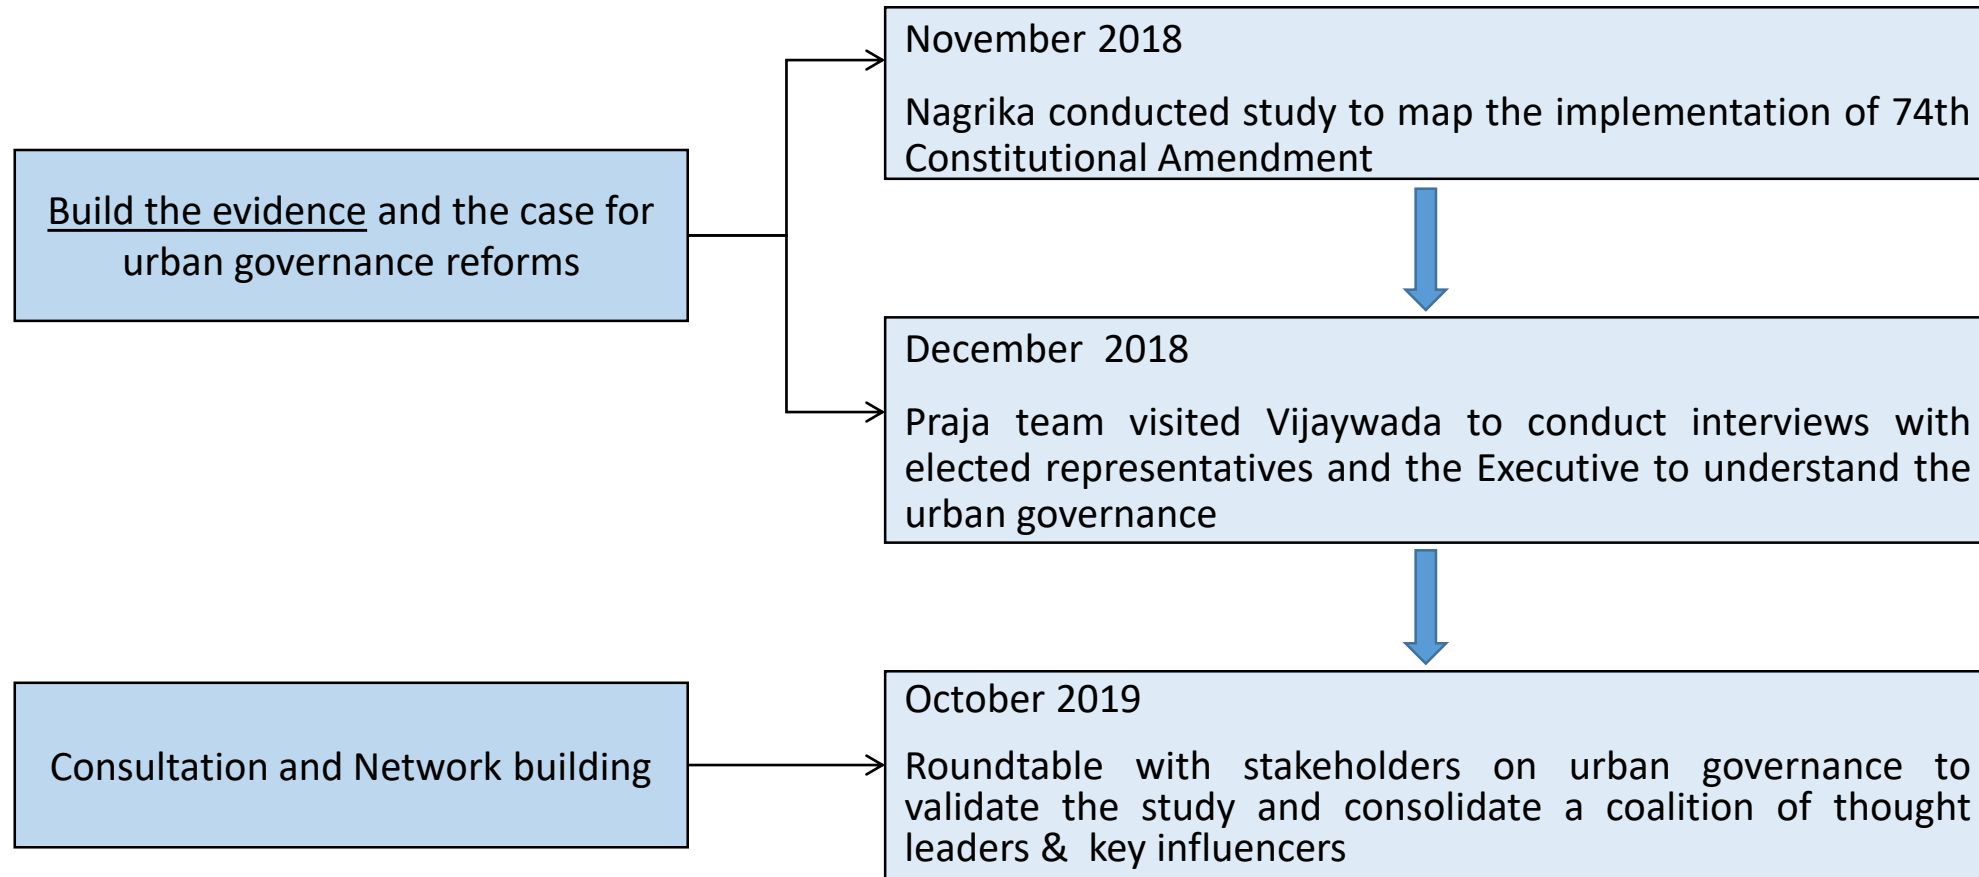 Build the evidence and the case for
urban governance reforms
November 2018
Nagrika conducted study to map the implementation of 74th
Constitutional Amendment
December  2018
Praja team visited Vijaywada to conduct interviews with
elected representatives and the Executive to understand the
urban governance
Consultation and Network building
October 2019
Roundtable with stakeholders on urban governance to
validate the study and consolidate a coalition of thought
leaders &  key influencers